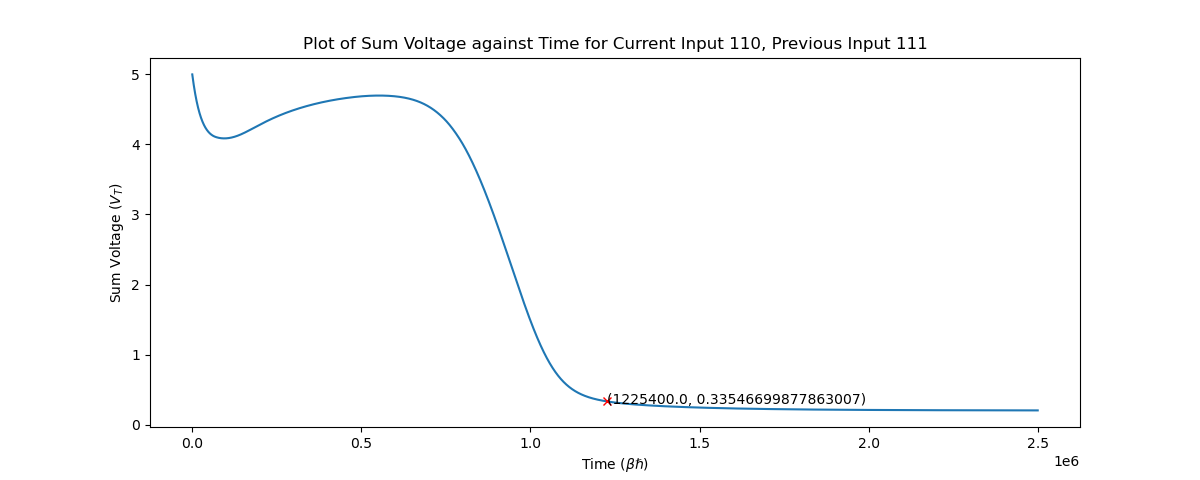 Plot of Sum Voltage against Time for Current Input 110, Previous Input 111
Sum Voltage (V_T)
5
4
3
2
1
0
(1225400.0, 0.33546699877863007)
0.0 0.5 1.0 1.5 2.0 2.5
1e6
Time (βℏ)